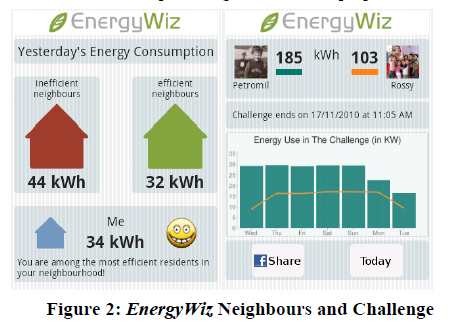 EnergyWiz
Yesterday's Energy Consumption
inefficient
neighbours
efficient
neighbours
44 kWh
32 kWh
Me
34 kWh
You are among the most efficient residents in
your neighbourhood!
EnergyWiz
185 kWh 103
Petromil
Rossy
Challenge ends on 17/11/2010 at 11:05 AM
Energy Use in The Challenge (in KW)
35
30
25
20
15
10
5
0
Wed Thu Fri Sat Sun Mon Tue
f Share
Today
Figure 2: EnergyWiz Neighbours and Challenge